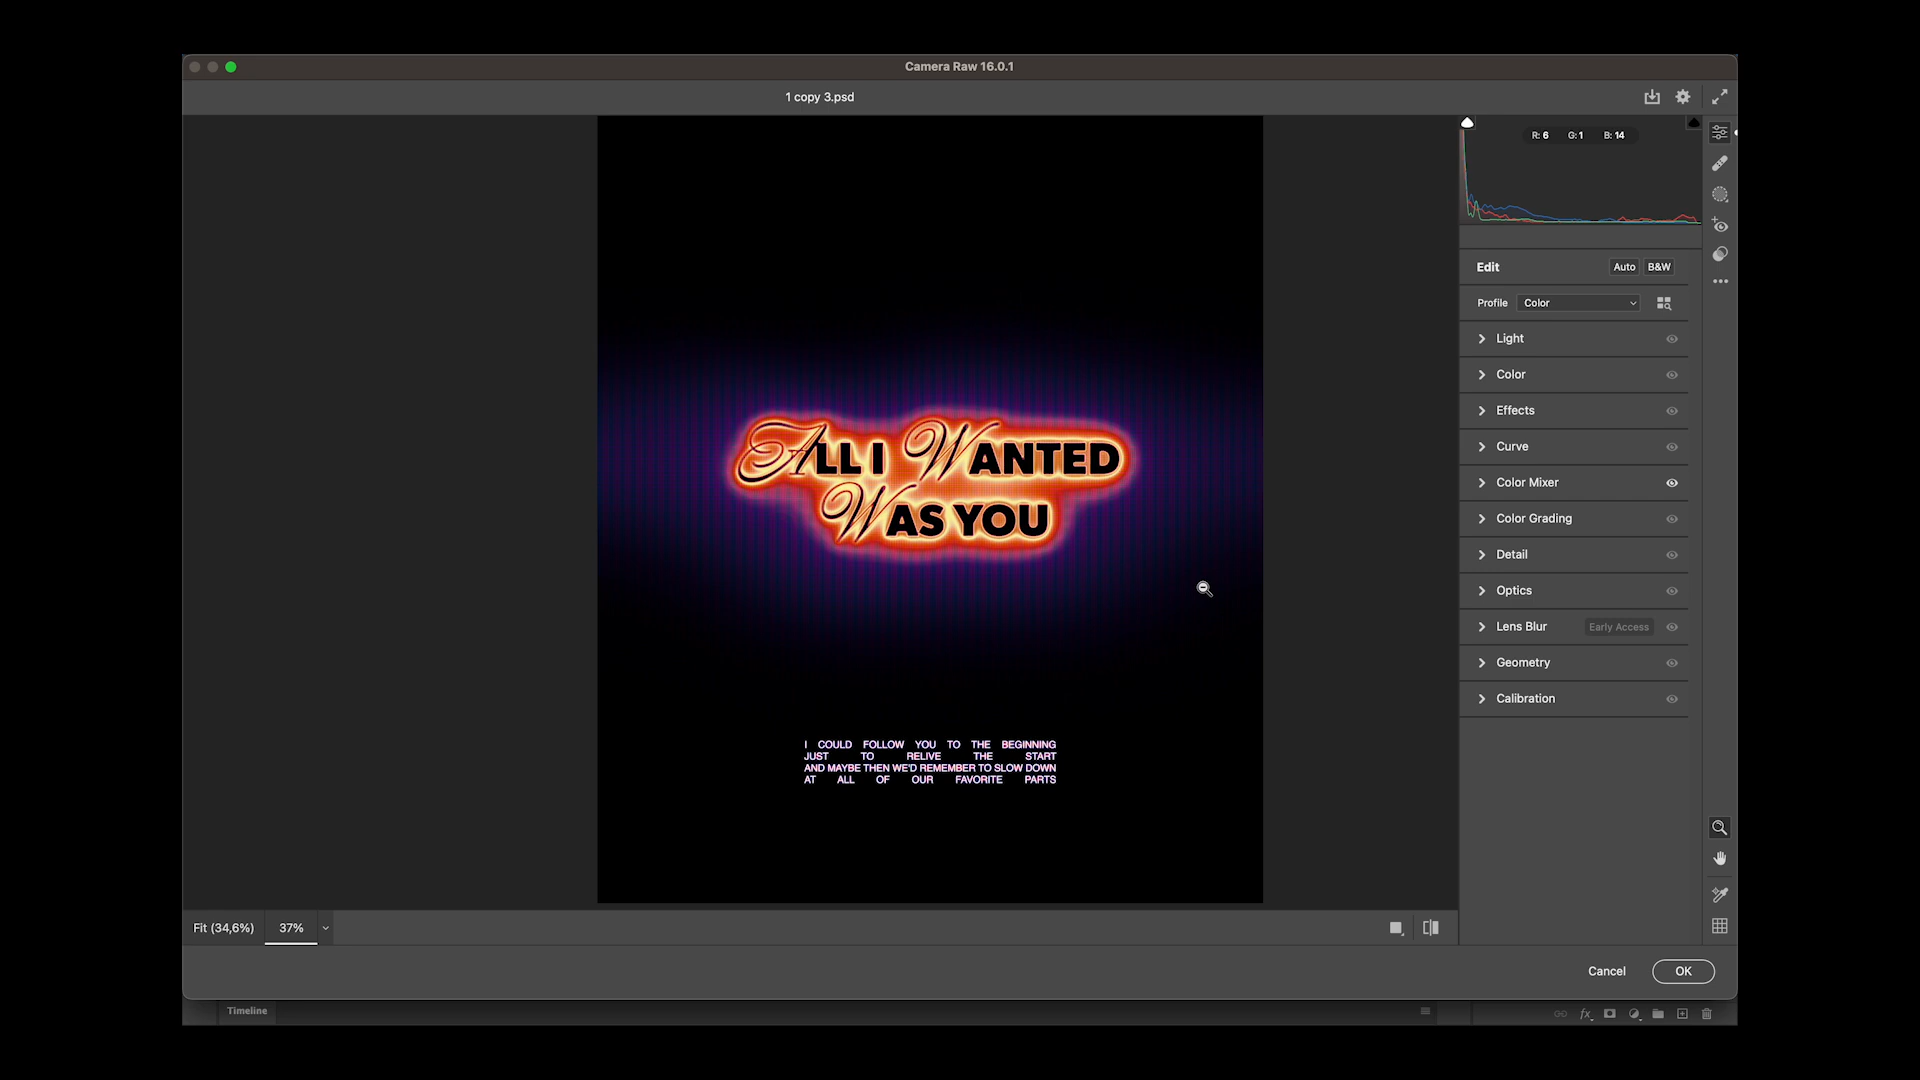 Camera Raw 16.0.1
1 copy 3.psd
R: 6 G: 1 B: 14
Edit Auto B&W
Profile Color
Light
Color
Effects
Curve
Color Mixer
Color Grading
Detail
Optics
Lens Blur Early Access
Geometry
Calibration
ALL I WANTED
WAS YOU
I COULD FOLLOW YOU TO THE BEGINNING
JUST TO RELIVE THE START
AND MAYBE THEN WE'D REMEMBER TO SLOW DOWN
AT ALL OF OUR FAVORITE PARTS
Fit (34,6%) 37%
Cancel OK
Timeline
fx